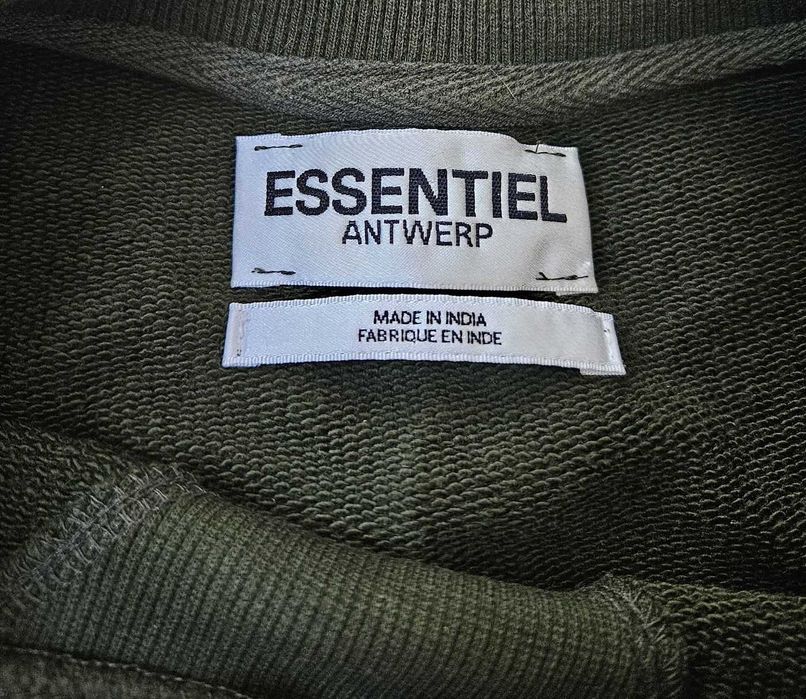 ESSENTIEL
ANTWERP
MADE IN INDIA
FABRIQUE EN INDE